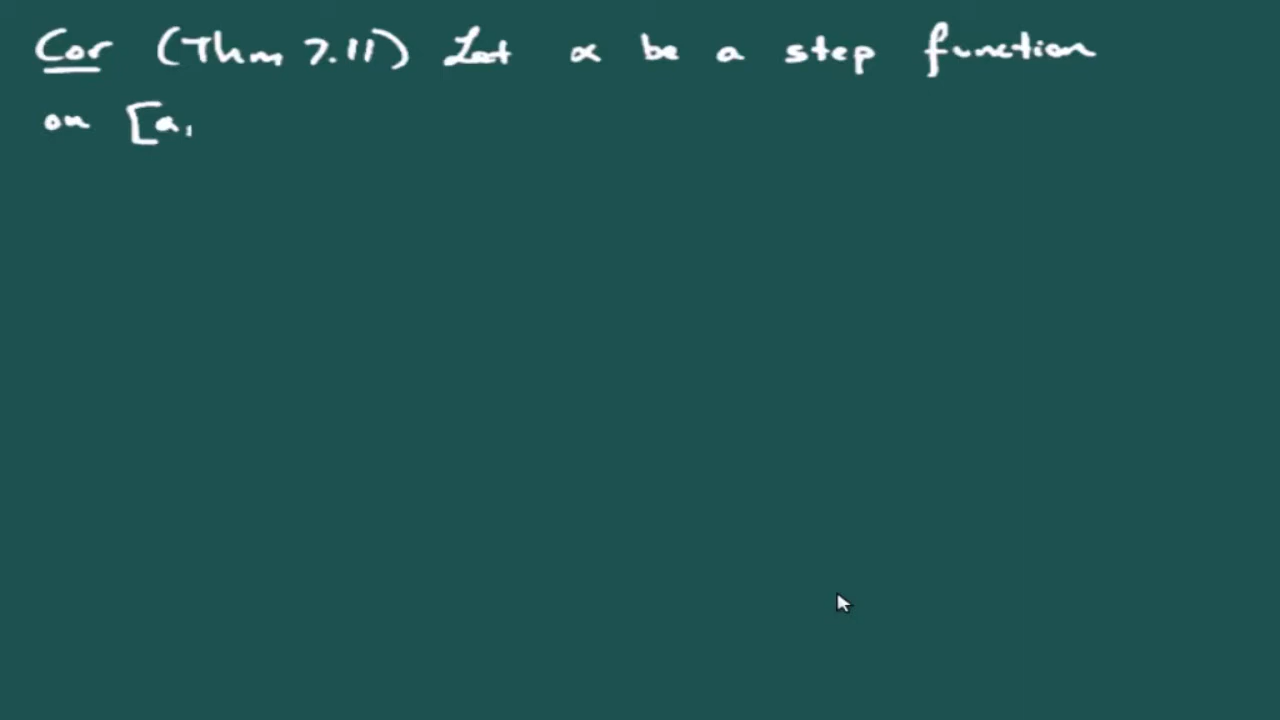 Cor (Thm 7.11) Let α be a step function
on [a,